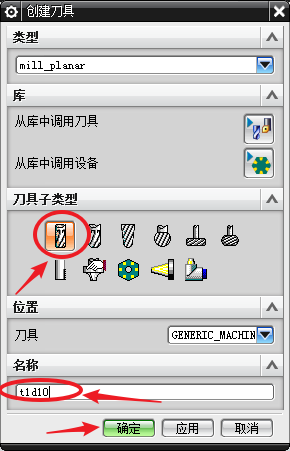 创建刀具
类型
mill_planar
库
从库中调用刀具
从库中调用设备
刀具子类型
位置
刀具
GENERIC_MACHIN
名称
t1d10
确定
应用
取消